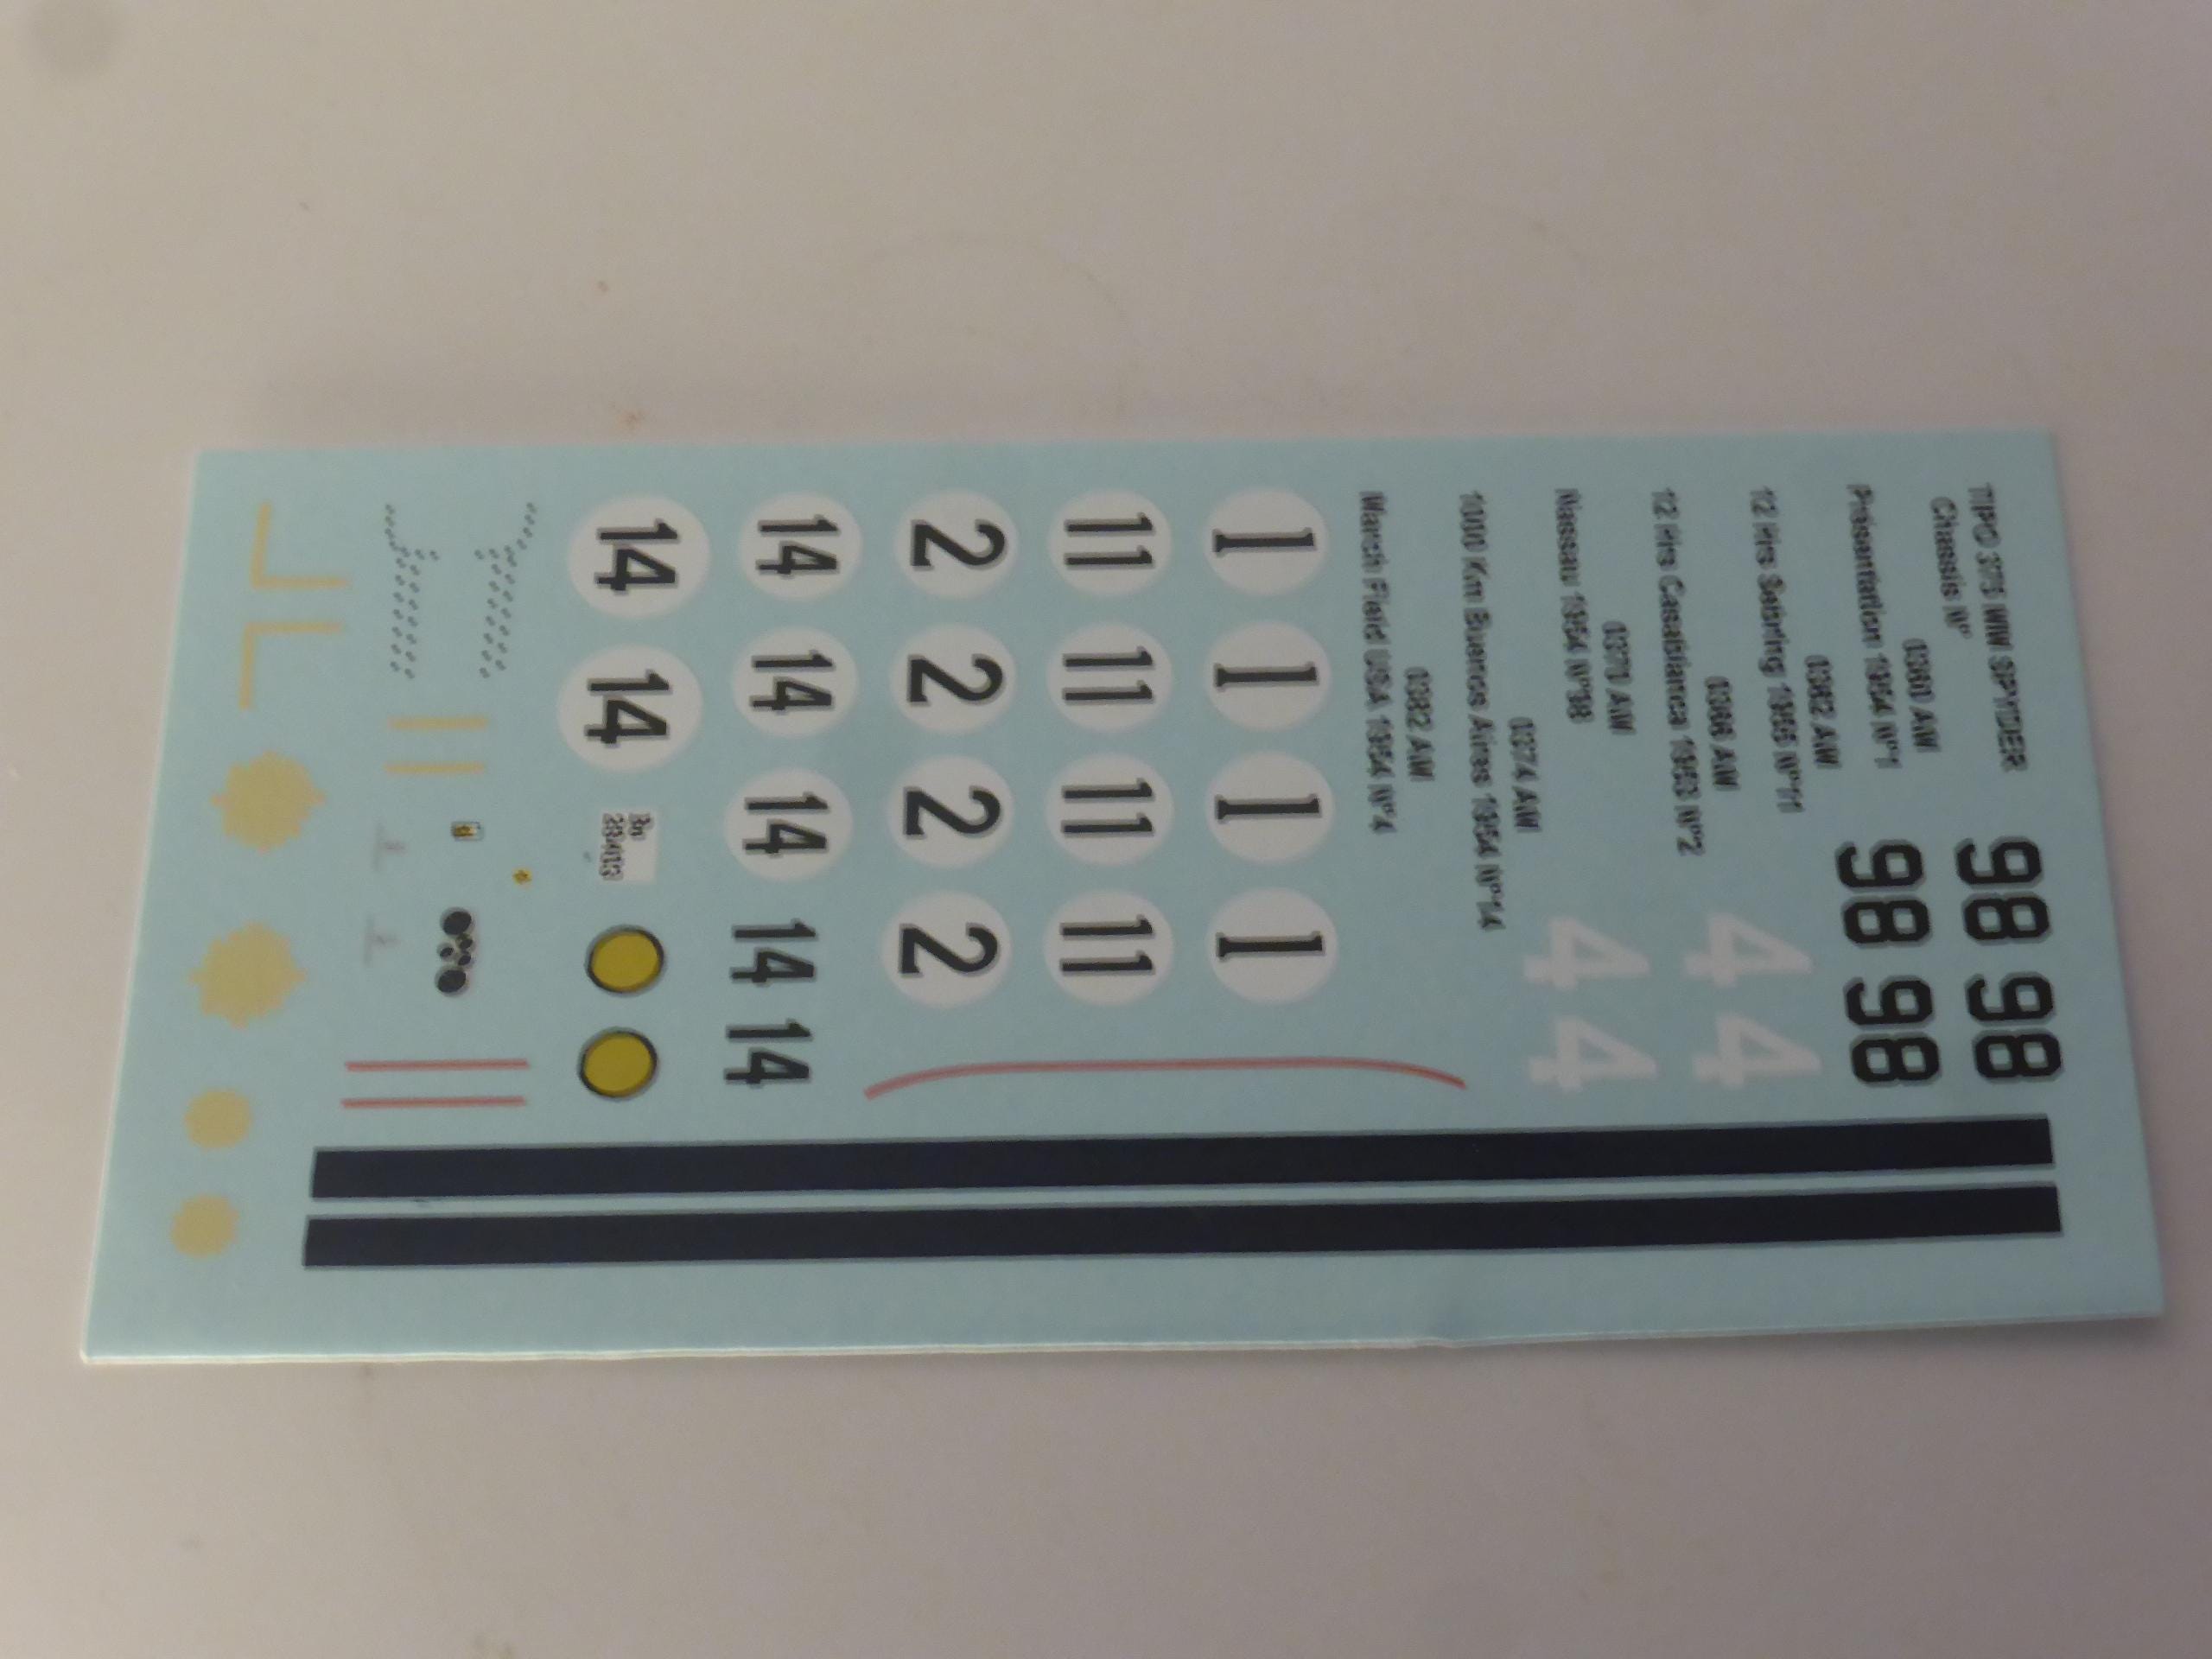 TIPO 375 MM SPYDER
Chassis N°
0360 AM
Présentation 1954 N°1
0382 AM
12 Hrs Sebring 1955 N°11
0366 AM
12 Hrs Casablanca 1953 N°2
0370 AM
Nassau 1954 N°98
0374 AM
1000 Km Buenos Aires 1954 N°14
0382 AM
March Field USA 1954 N°4
98 98
98 98
4 4
4 4
1 1 1 1
11 11 11 11
2 2 2 2
14 14 14 14 14
14 14
Bo